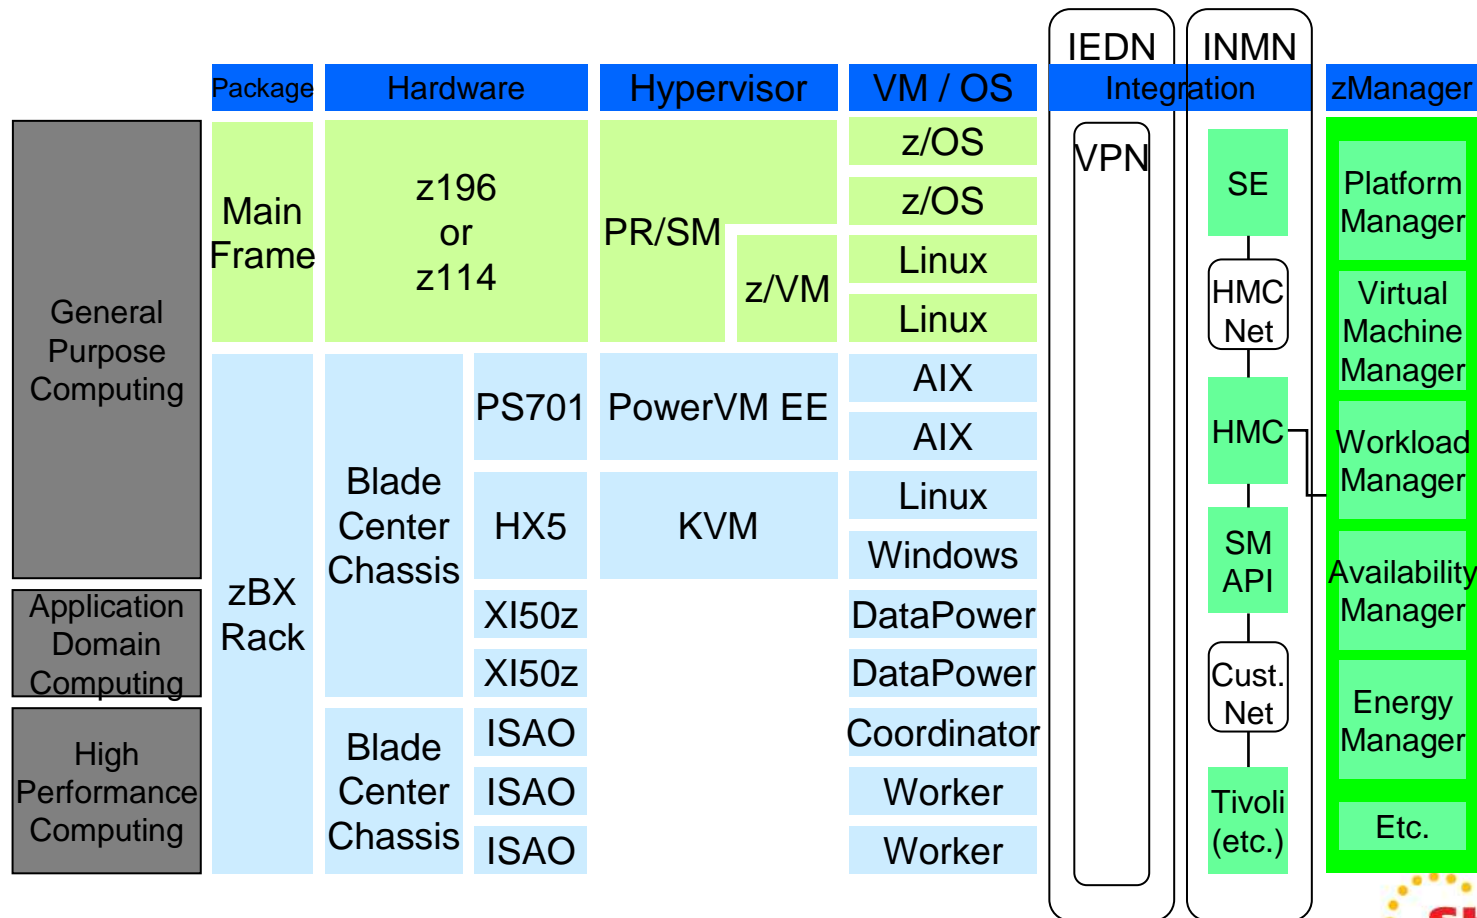 IEDN
INMN
Package
Hardware
Hypervisor
VM / OS
Integration
zManager
General
Purpose
Computing
Application
Domain
Computing
High
Performance
Computing
Main
Frame
zBX
Rack
z196
or
z114
Blade
Center
Chassis
Blade
Center
Chassis
PS701
HX5
XI50z
XI50z
ISAO
ISAO
ISAO
PR/SM
z/VM
PowerVM EE
KVM
z/OS
z/OS
Linux
Linux
AIX
AIX
Linux
Windows
DataPower
DataPower
Coordinator
Worker
Worker
VPN
SE
HMC
Net
HMC
SM
API
Cust.
Net
Tivoli
(etc.)
Platform
Manager
Virtual
Machine
Manager
Workload
Manager
Availability
Manager
Energy
Manager
Etc.